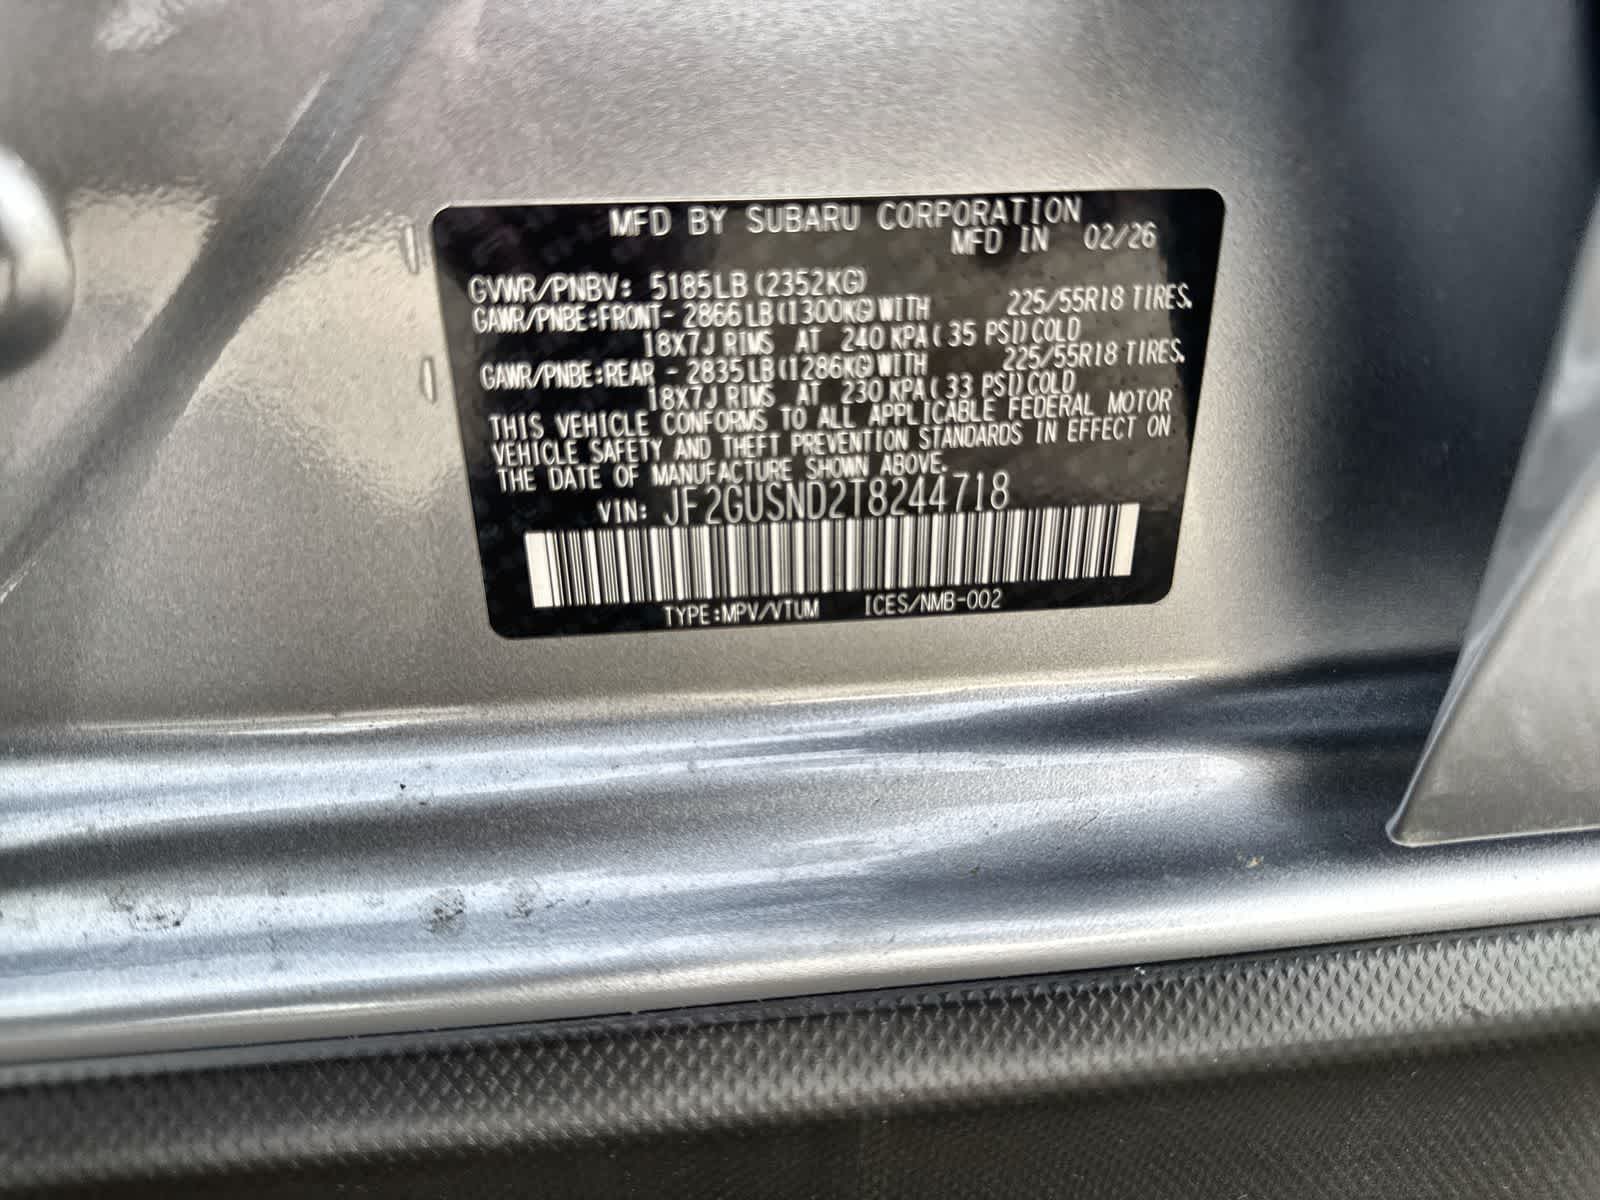 MFD BY SUBARU CORPORATION
MFD IN 02/26
GVWR/PNBV: 5185LB(2352KG)
GAWR/PNBE:FRONT- 2866LB(1300KG)WITH 225/55R18 TIRES,
18X7J RIMS AT 240 KPA( 35 PSI)COLD
GAWR/PNBE:REAR - 2835LB(1286KG)WITH 225/55R18 TIRES,
18X7J RIMS AT 230 KPA( 33 PSI)COLD
THIS VEHICLE CONFORMS TO ALL APPLICABLE FEDERAL MOTOR
VEHICLE SAFETY AND THEFT PREVENTION STANDARDS IN EFFECT ON
THE DATE OF MANUFACTURE SHOWN ABOVE.
VIN: JF2GUSND2T8244718
TYPE:MPV/VTUM ICES/NMB-002